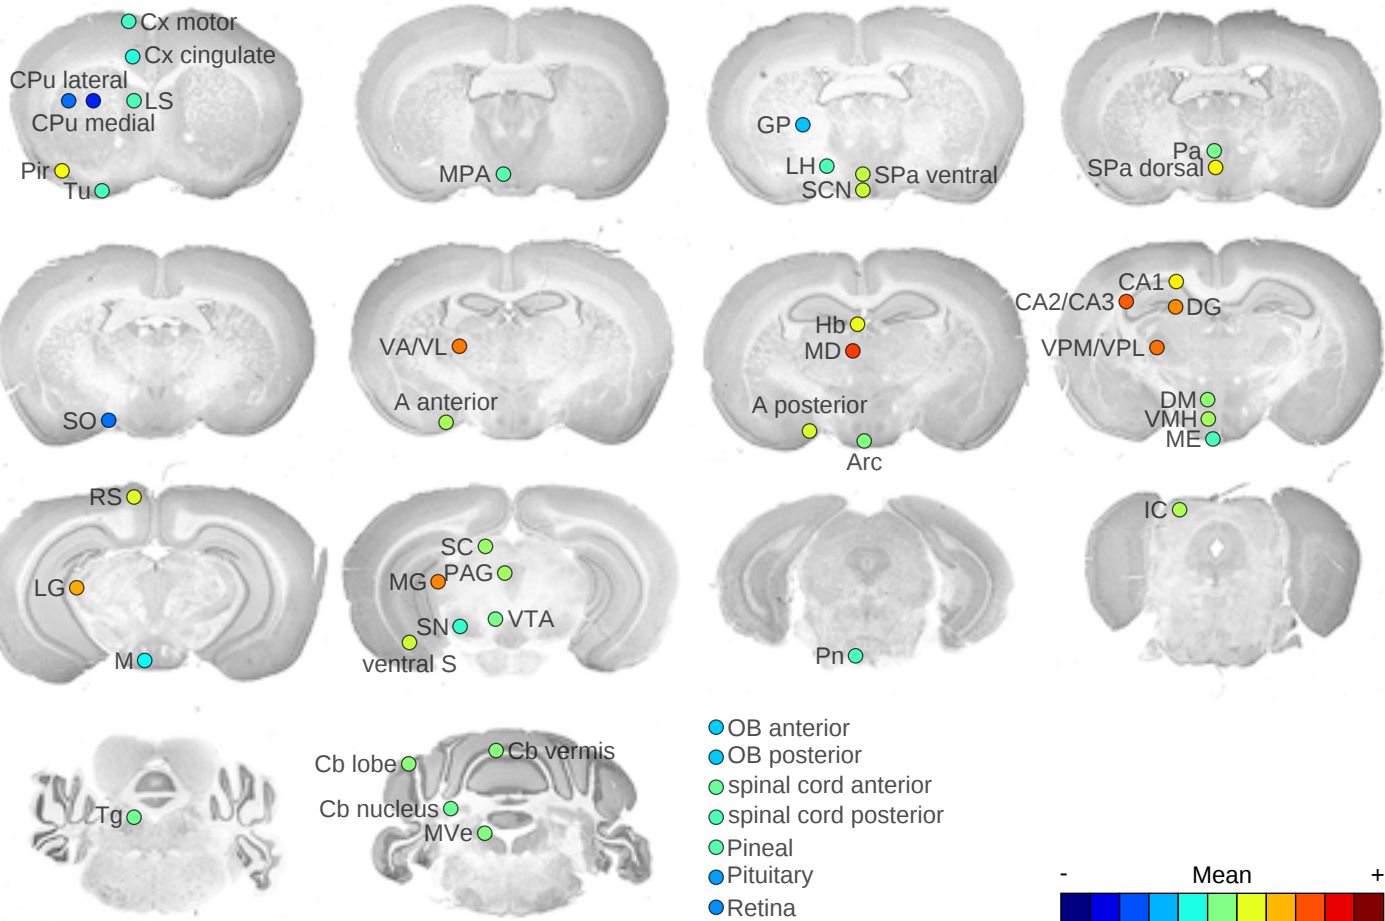 Cx motor
Cx cingulate
CPu lateral
LS
CPu medial
Pir
Tu
MPA
GP
LH
SPa ventral
SCN
Pa
SPa dorsal
SO
VA/VL
A anterior
Hb
MD
A posterior
Arc
CA1
CA2/CA3
DG
VPM/VPL
DM
VMH
ME
RS
LG
M
SC
MG
PAG
SN
VTA
ventral S
Pn
IC
Tg
Cb lobe
Cb vermis
Cb nucleus
MVe
OB anterior
OB posterior
spinal cord anterior
spinal cord posterior
Pineal
Pituitary
Retina
- Mean +